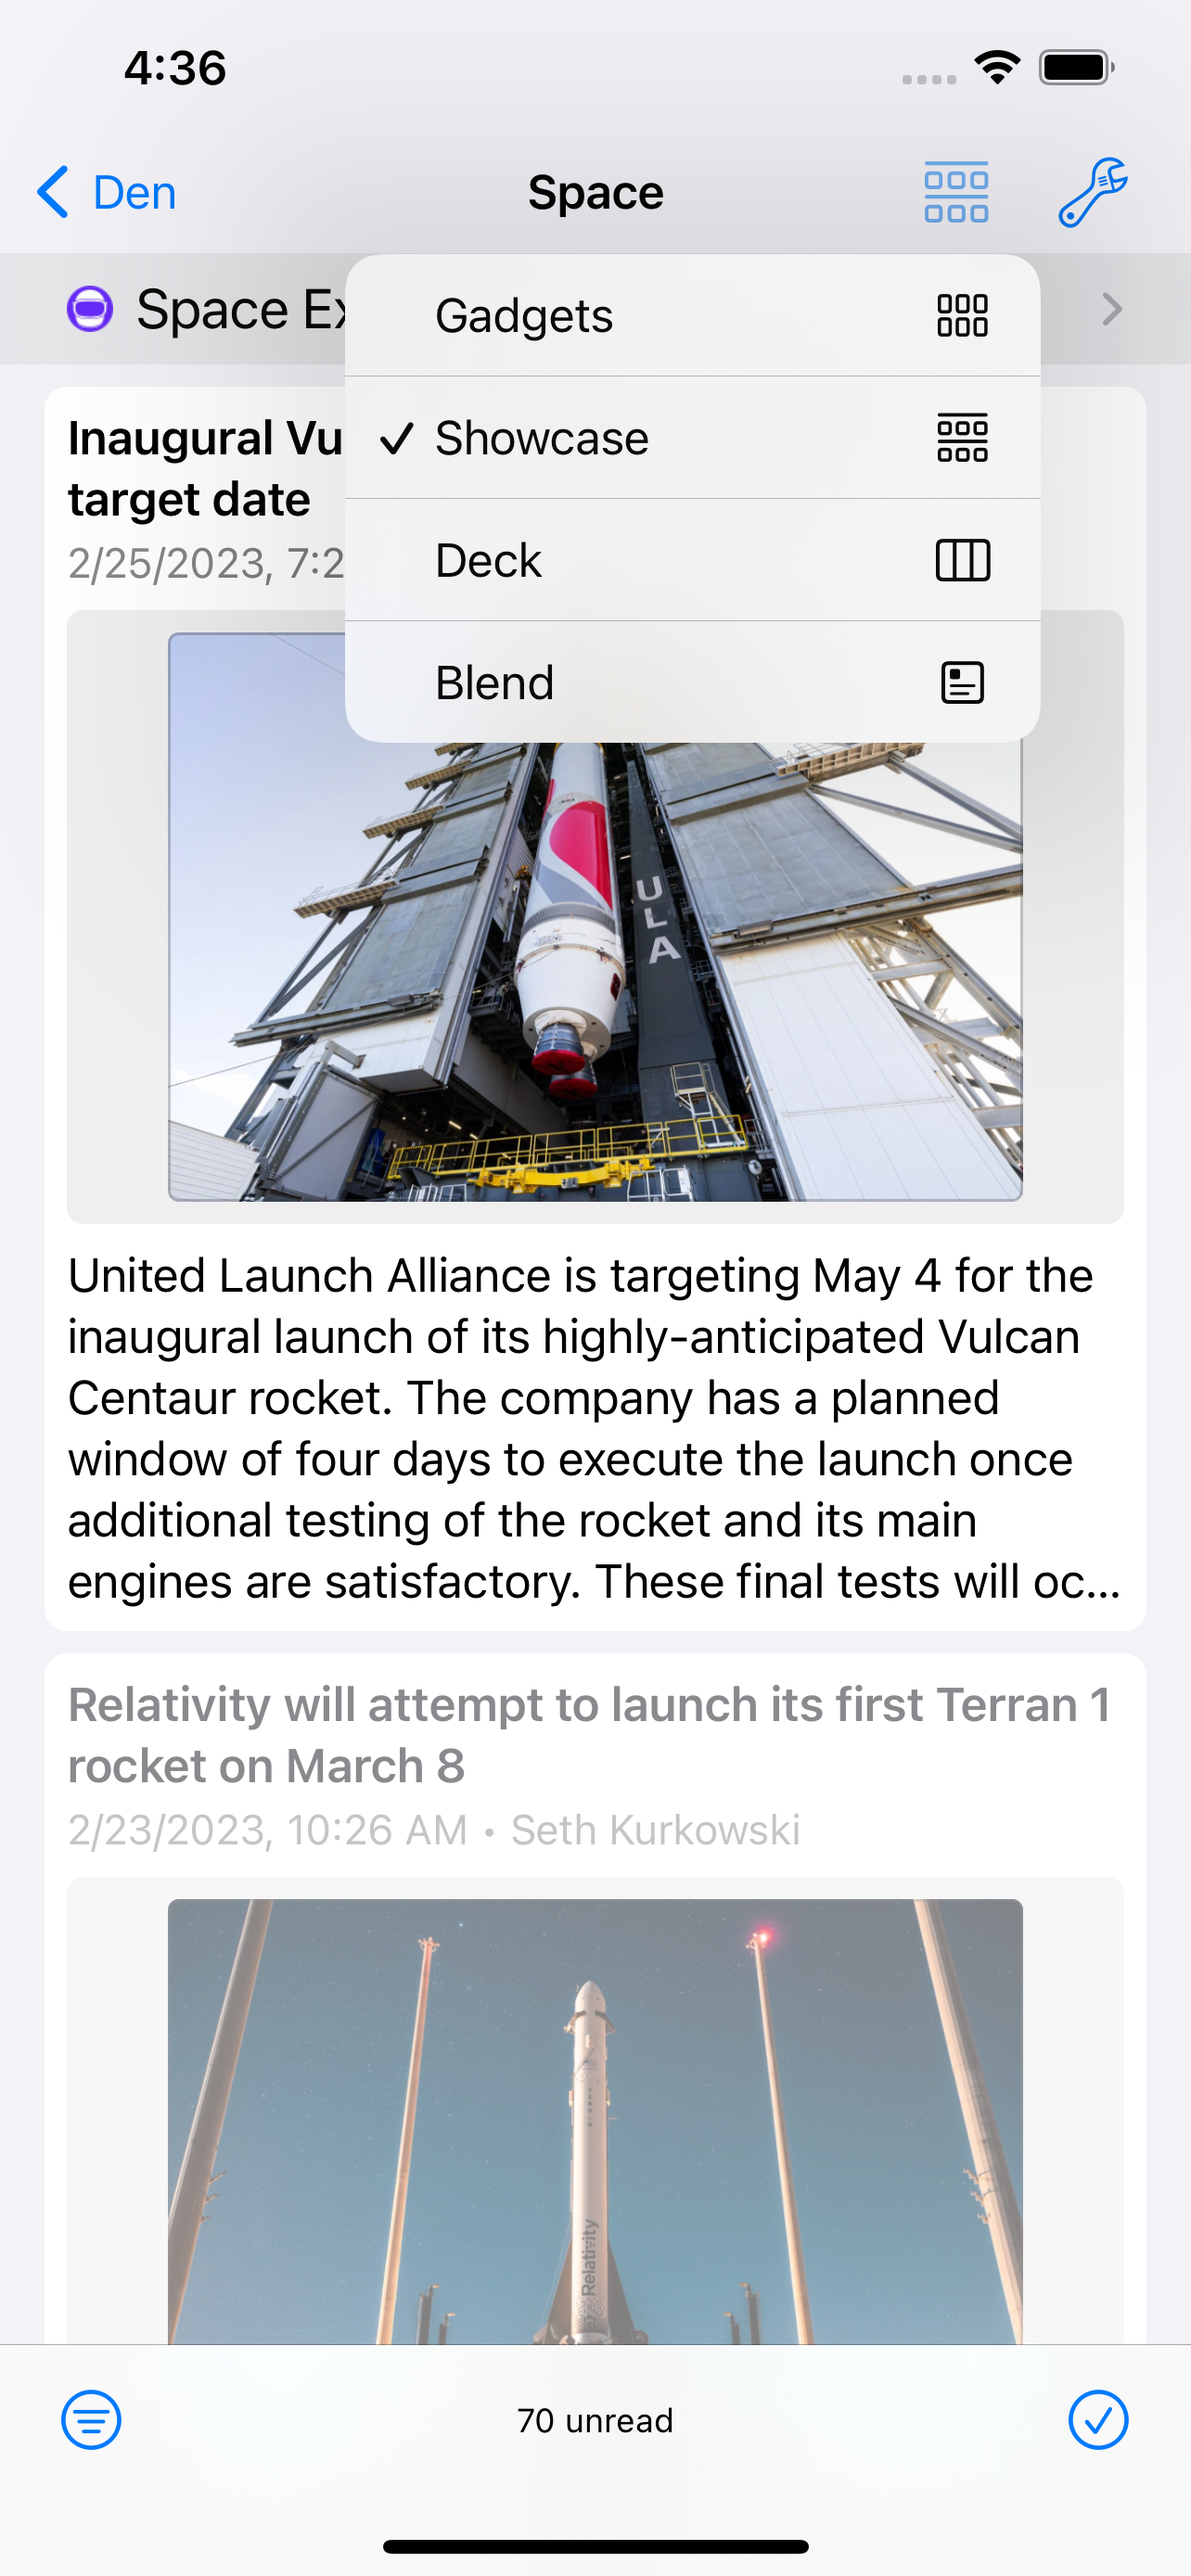 4:36
Den
Space
Space Ex
Gadgets
Showcase
Deck
Blend
Inaugural Vu
target date
2/25/2023, 7:2
ULA
United Launch Alliance is targeting May 4 for the
inaugural launch of its highly-anticipated Vulcan
Centaur rocket. The company has a planned
window of four days to execute the launch once
additional testing of the rocket and its main
engines are satisfactory. These final tests will oc...
Relativity will attempt to launch its first Terran 1
rocket on March 8
2/23/2023, 10:26 AM • Seth Kurkowski
Relativity
70 unread